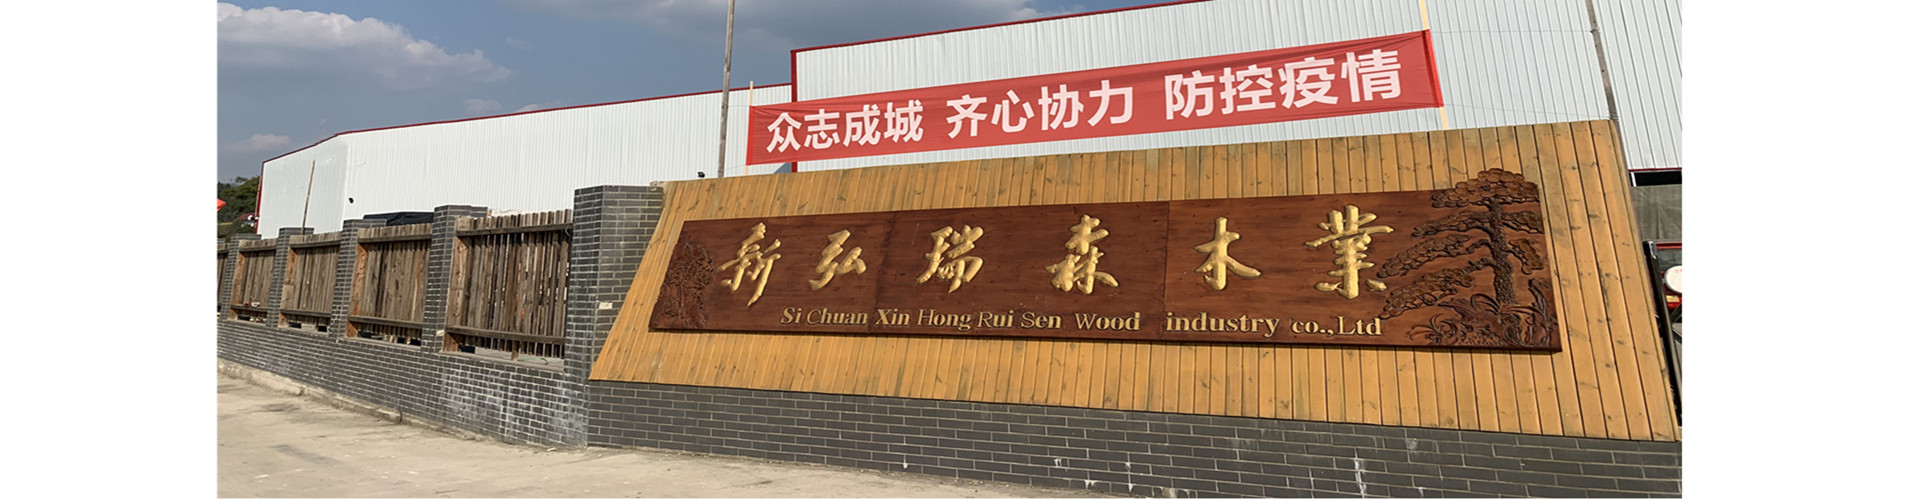 众志成城 齐心协力 防控疫情
新弘瑞森木業
Si Chuan Xin Hong Rui Sen Wood industry co.,Ltd